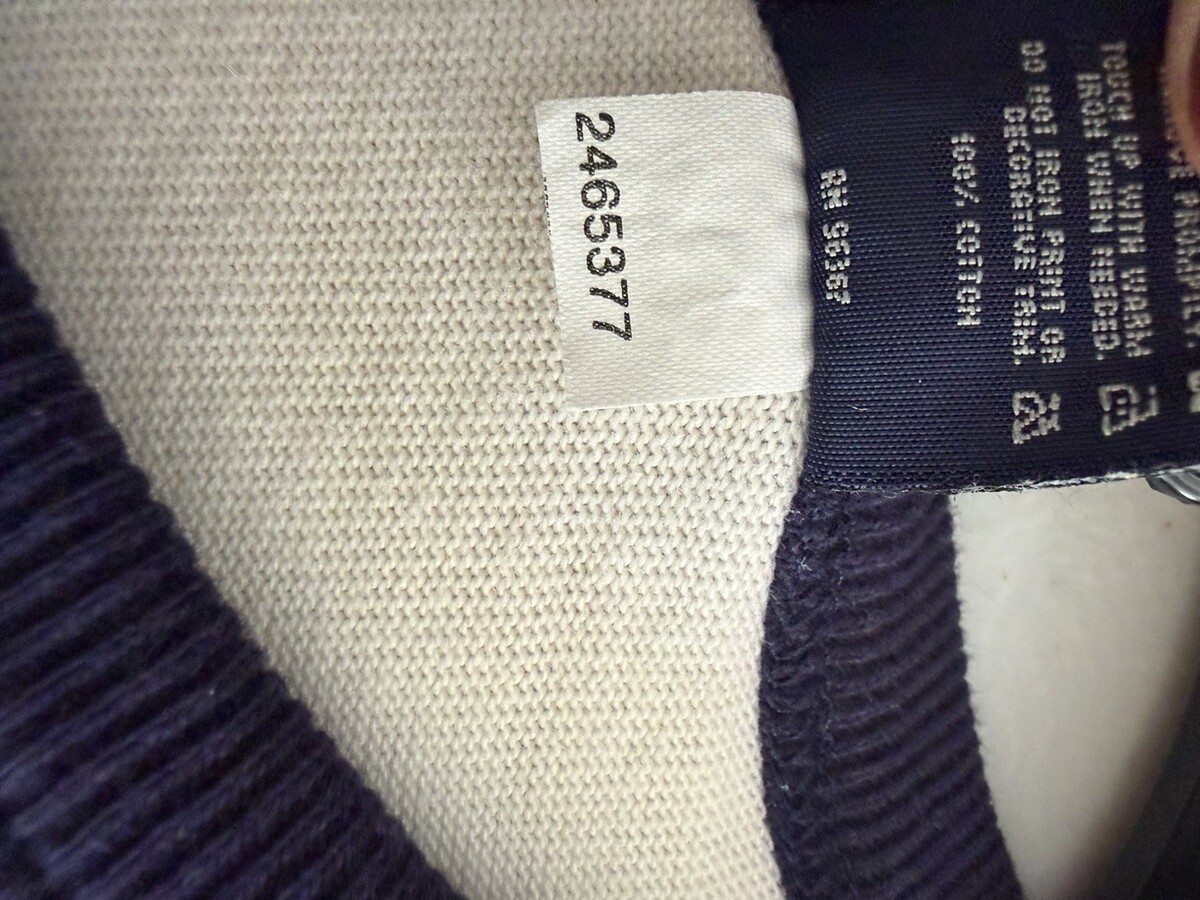 TOUCH UP WITH WARM
IRON WHEN NEEDED.
DO NOT IRON PRINT OR
DECORATIVE TRIM.
100% COTTON
RN 96367
2465377